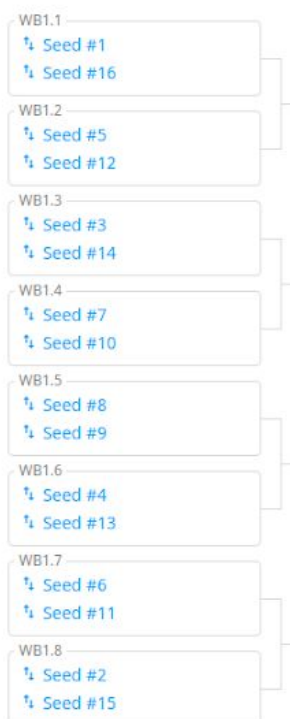 WB1.1
Seed #1
Seed #16
WB1.2
Seed #5
Seed #12
WB1.3
Seed #3
Seed #14
WB1.4
Seed #7
Seed #10
WB1.5
Seed #8
Seed #9
WB1.6
Seed #4
Seed #13
WB1.7
Seed #6
Seed #11
WB1.8
Seed #2
Seed #15